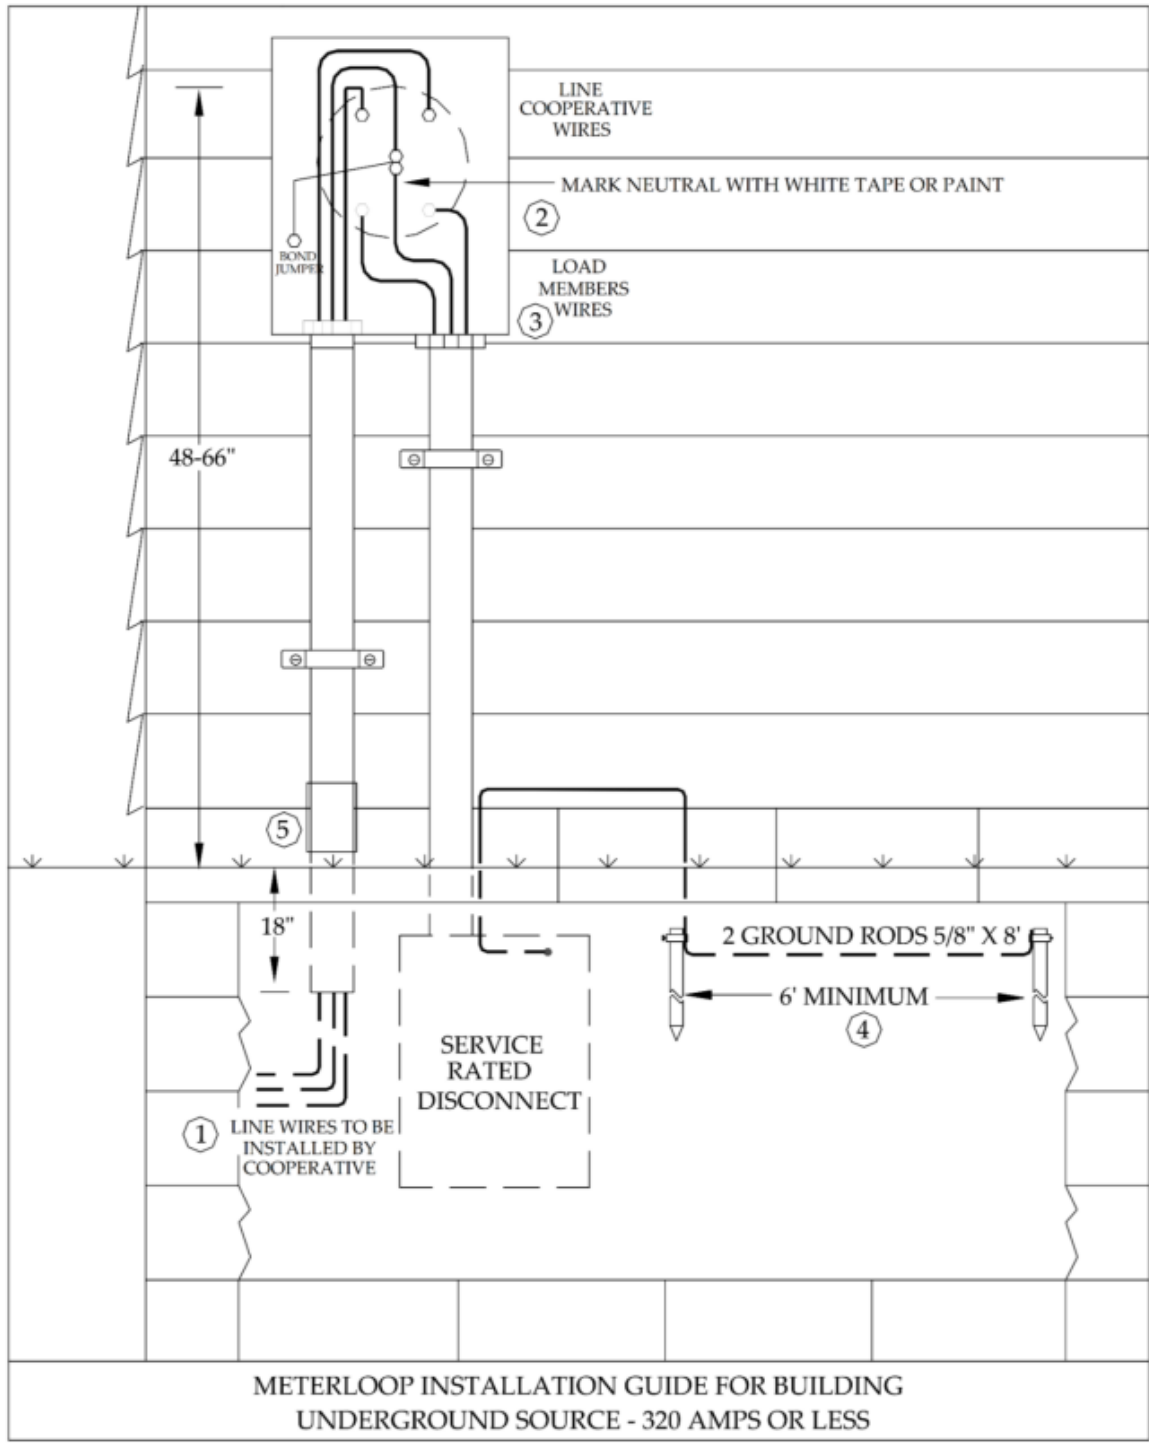 LINE
COOPERATIVE
WIRES
MARK NEUTRAL WITH WHITE TAPE OR PAINT
2
BOND
JUMPER
LOAD
MEMBERS
WIRES
3
48-66"
5
18"
2 GROUND RODS 5/8" X 8'
6' MINIMUM
4
SERVICE
RATED
DISCONNECT
1
LINE WIRES TO BE
INSTALLED BY
COOPERATIVE
METERLOOP INSTALLATION GUIDE FOR BUILDING
UNDERGROUND SOURCE - 320 AMPS OR LESS